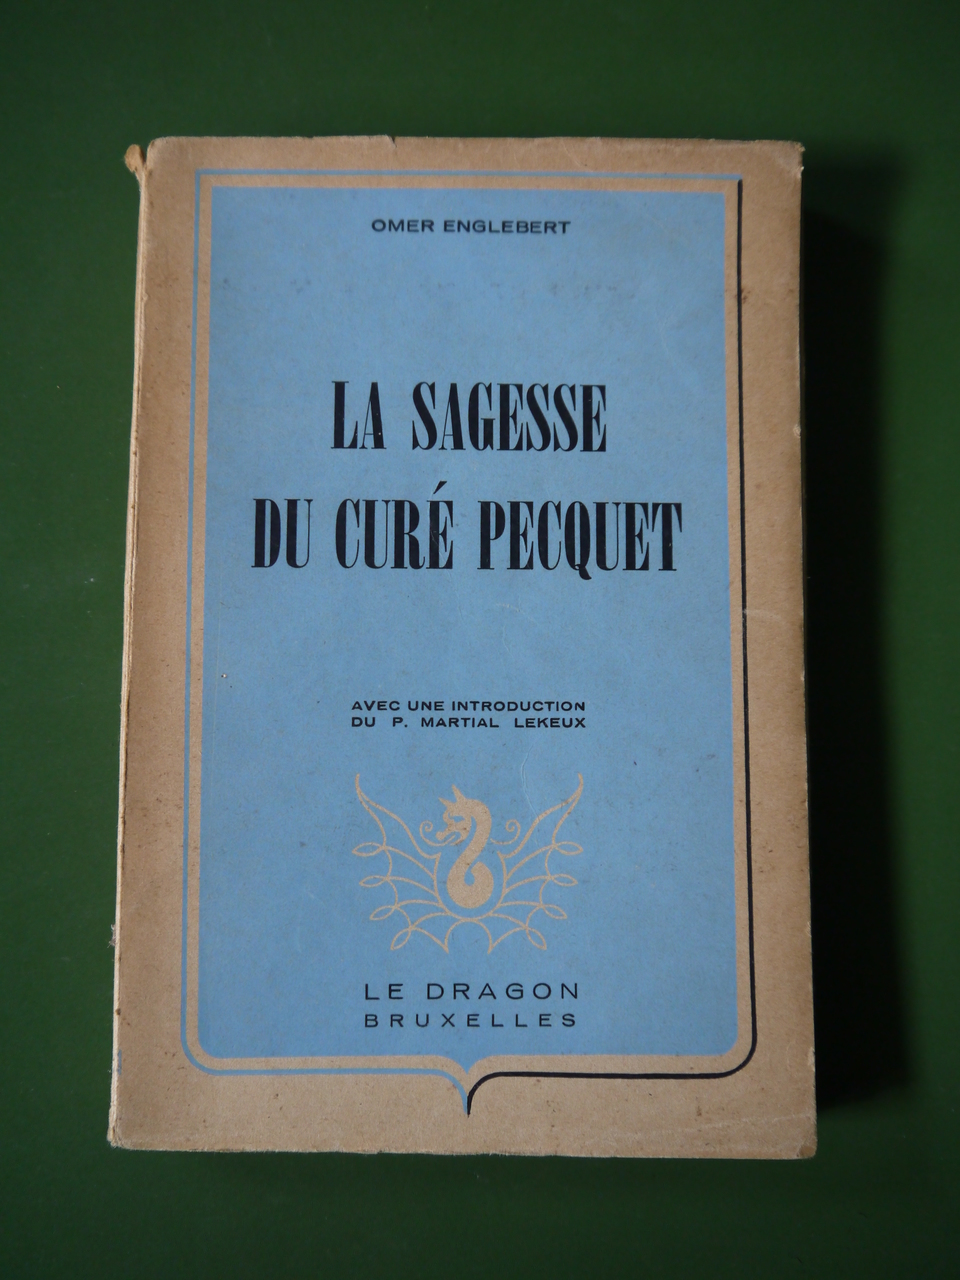 OMER ENGLEBERT
LA SAGESSE
DU CURÉ PECQUET
AVEC UNE INTRODUCTION
DU P. MARTIAL LEKEUX
LE DRAGON
BRUXELLES